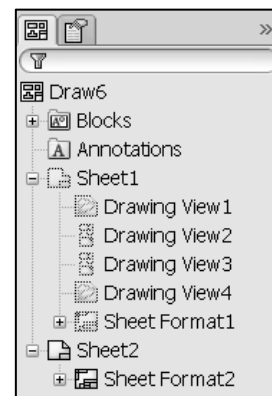 Draw6
Blocks
A Annotations
Sheet1
Drawing View1
Drawing View2
Drawing View3
Drawing View4
Sheet Format1
Sheet2
Sheet Format2